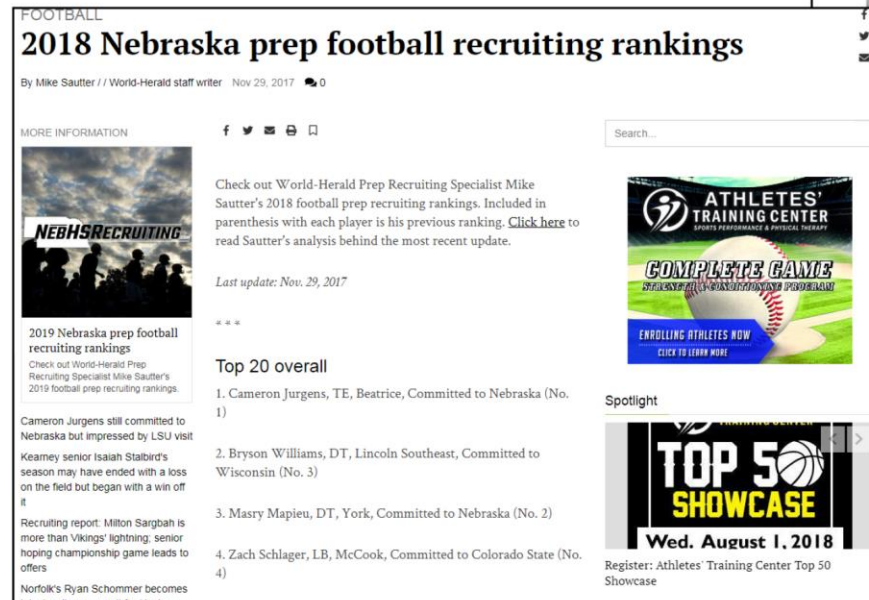 FOOTBALL
2018 Nebraska prep football recruiting rankings
By Mike Sautter / / World-Herald staff writer Nov 29, 2017 0
MORE INFORMATION
NEBHSRECRUITING
2019 Nebraska prep football
recruiting rankings
Check out World-Herald Prep
Recruiting Specialist Mike Sautter's
2019 football prep recruiting rankings.
Cameron Jurgens still committed to
Nebraska but impressed by LSU visit
Kearney senior Isaiah Stalbird's
season may have ended with a loss
on the field but began with a win off
it
Recruiting report: Milton Sargbah is
more than Vikings' lightning; senior
hoping championship game leads to
offers
Norfolk's Ryan Schommer becomes
Check out World-Herald Prep Recruiting Specialist Mike
Sautter's 2018 football prep recruiting rankings. Included in
parenthesis with each player is his previous ranking. Click here to
read Sautter's analysis behind the most recent update.
Last update: Nov. 29, 2017
* * *
Top 20 overall
1. Cameron Jurgens, TE, Beatrice, Committed to Nebraska (No.
1)
2. Bryson Williams, DT, Lincoln Southeast, Committed to
Wisconsin (No. 3)
3. Masry Mapieu, DT, York, Committed to Nebraska (No. 2)
4. Zach Schlager, LB, McCook, Committed to Colorado State (No.
4)
Search...
ATHLETES'
TRAINING CENTER
SPORTS PERFORMANCE & PHYSICAL THERAPY
COMPLETE GAME
STRENGTH & CONDITIONING PROGRAM
ENROLLING ATHLETES NOW
CLICK TO LEARN MORE
Spotlight
TRAINING CENTER
TOP 50
SHOWCASE
Wed. August 1, 2018
Register: Athletes' Training Center Top 50
Showcase